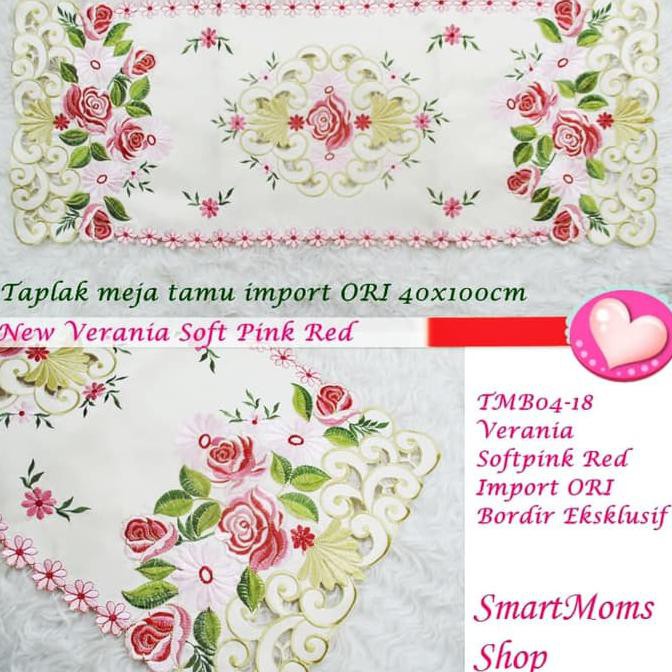 Taplak meja tamu import ORI 40x100cm
New Verania Soft Pink Red
TMB04-18
Verania
Softpink Red
Import ORI
Bordir Eksklusif
SmartMoms
Shop